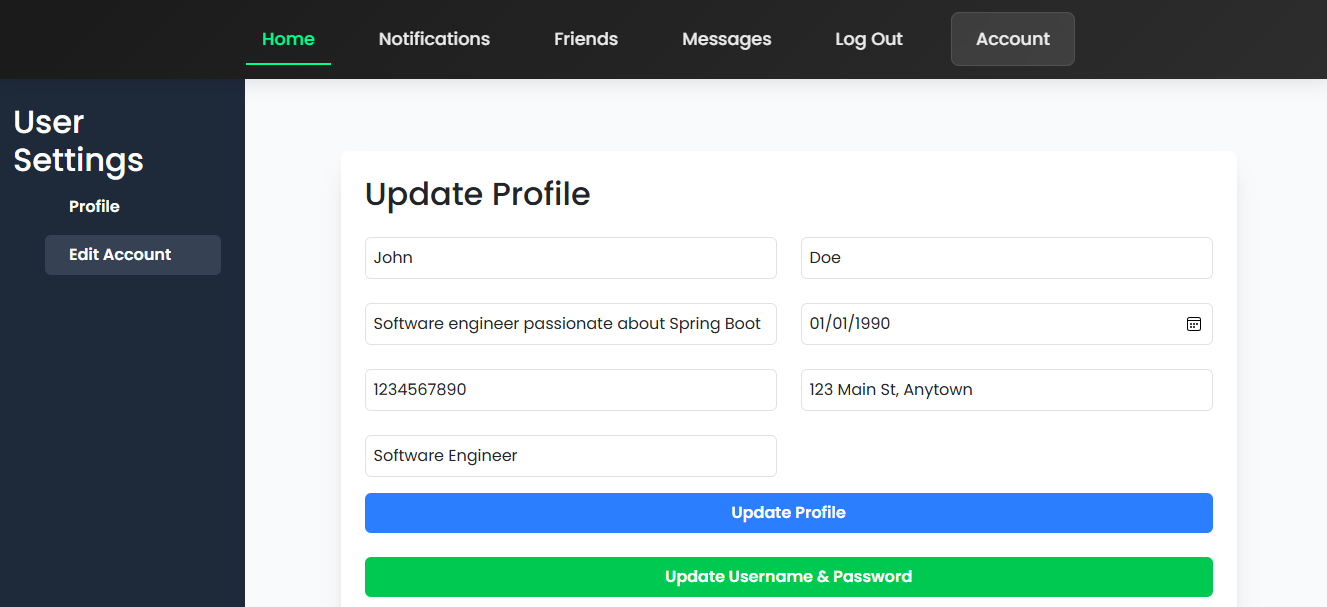 Home Notifications Friends Messages Log Out Account
User
Settings
Profile
Edit Account
Update Profile
John Doe
Software engineer passionate about Spring Boot 01/01/1990
1234567890 123 Main St, Anytown
Software Engineer
Update Profile
Update Username & Password